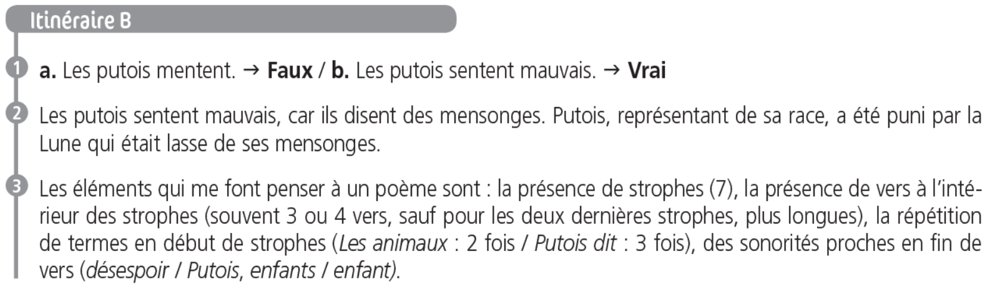 Itinéraire B
1 a. Les putois mentent. → Faux / b. Les putois sentent mauvais. → Vrai
2 Les putois sentent mauvais, car ils disent des mensonges. Putois, représentant de sa race, a été puni par la
Lune qui était lasse de ses mensonges.
3 Les éléments qui me font penser à un poème sont : la présence de strophes (7), la présence de vers à l'inté-
rieur des strophes (souvent 3 ou 4 vers, sauf pour les deux dernières strophes, plus longues), la répétition
de termes en début de strophes (Les animaux : 2 fois / Putois dit : 3 fois), des sonorités proches en fin de
vers (désespoir / Putois, enfants / enfant).